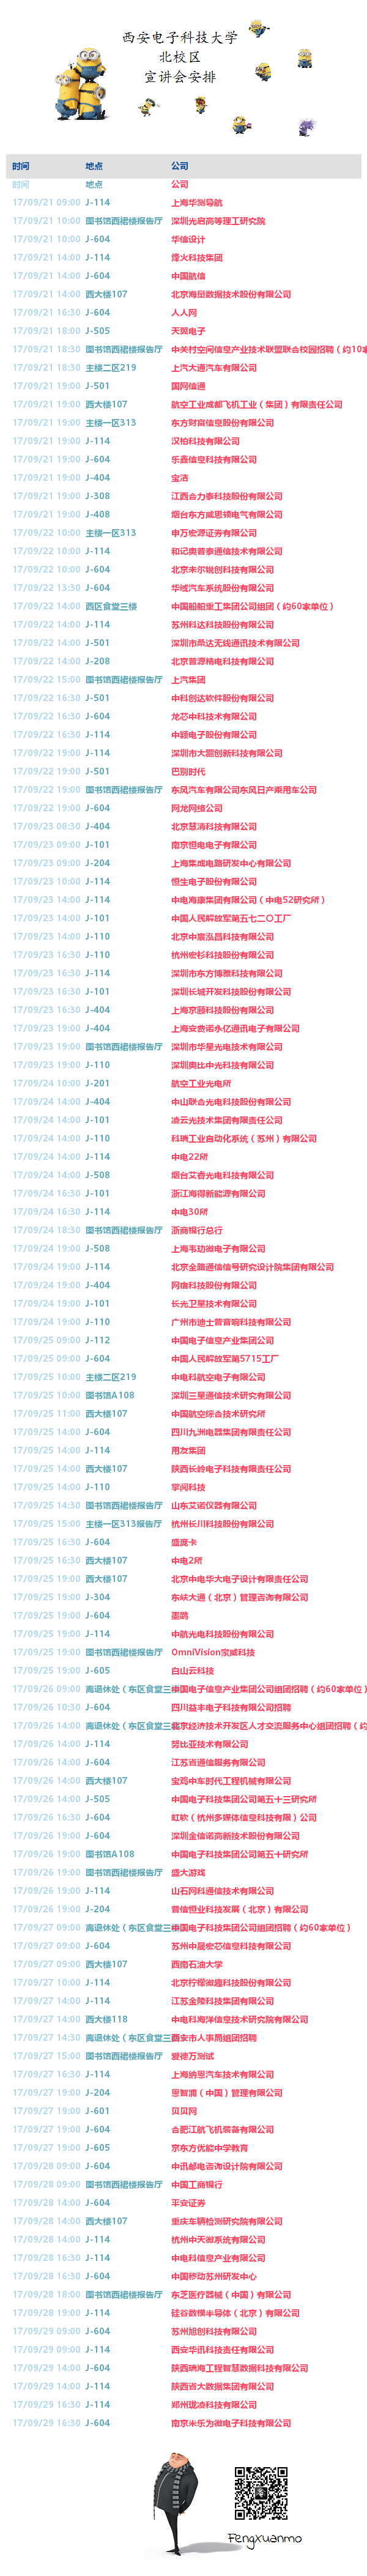 西安电子科技大学
北校区
宣讲会安排
时间 地点 公司
时间 地点 公司
17/09/21 09:00 J-114 上海华测导航
17/09/21 10:00 图书馆西裙楼报告厅 深圳光启高等理工研究院
17/09/21 10:00 J-604 华信设计
17/09/21 14:00 J-114 烽火科技集团
17/09/21 14:00 J-604 中国航信
17/09/21 14:00 西大楼107 北京海量数据技术股份有限公司
17/09/21 16:30 J-604 人人网
17/09/21 18:00 J-505 天翼电子
17/09/21 18:30 图书馆西裙楼报告厅 中关村空间信息产业技术联盟联合校园招聘（约10家
17/09/21 18:30 主楼二区219 上汽大通汽车有限公司
17/09/21 19:00 J-501 国网信通
17/09/21 19:00 西大楼107 航空工业成都飞机工业（集团）有限责任公司
17/09/21 19:00 主楼一区313 东方财富信息股份有限公司
17/09/21 19:00 J-114 汉柏科技有限公司
17/09/21 19:00 J-604 乐鑫信息科技有限公司
17/09/21 19:00 J-404 宝洁
17/09/21 19:00 J-308 江西合力泰科技股份有限公司
17/09/21 19:00 J-408 烟台东方威思顿电气有限公司
17/09/22 10:00 主楼一区313 申万宏源证券有限公司
17/09/22 10:00 J-114 和记奥普泰通信技术有限公司
17/09/22 10:00 J-604 北京未尔锐创科技有限公司
17/09/22 13:30 J-604 华域汽车系统股份有限公司
17/09/22 14:00 西区食堂三楼 中国船舶重工集团公司组团（约60家单位）
17/09/22 14:00 J-114 苏州科达科技股份有限公司
17/09/22 14:00 J-501 深圳市鼎达无线通讯技术有限公司
17/09/22 14:00 J-208 北京普源精电科技有限公司
17/09/22 15:00 图书馆西裙楼报告厅 上汽集团
17/09/22 16:30 J-501 中科创达软件股份有限公司
17/09/22 16:30 J-604 龙芯中科技术有限公司
17/09/22 16:30 J-114 中颖电子股份有限公司
17/09/22 19:00 J-114 深圳市大疆创新科技有限公司
17/09/22 19:00 J-501 巴别时代
17/09/22 19:00 图书馆西裙楼报告厅 东风汽车有限公司东风日产乘用车公司
17/09/22 19:00 J-604 网龙网络公司
17/09/23 08:30 J-404 北京慧清科技有限公司
17/09/23 09:00 J-101 南京恒电电子有限公司
17/09/23 09:00 J-204 上海集成电路研发中心有限公司
17/09/23 10:00 J-114 恒生电子股份有限公司
17/09/23 14:00 J-114 中电海康集团有限公司（中电52研究所）
17/09/23 14:00 J-101 中国人民解放军第五七二〇工厂
17/09/23 14:00 J-110 北京中宸泓昌科技有限公司
17/09/23 16:30 J-110 杭州宏杉科技股份有限公司
17/09/23 16:30 J-114 深圳市东方博雅科技有限公司
17/09/23 16:30 J-101 深圳长城开发科技股份有限公司
17/09/23 16:30 J-404 上海京颐科技股份有限公司
17/09/23 19:00 J-404 上海安费诺永亿通讯电子有限公司
17/09/23 19:00 图书馆西裙楼报告厅 深圳市华星光电技术有限公司
17/09/23 19:00 J-110 深圳奥比中光科技有限公司
17/09/24 10:00 J-201 航空工业光电所
17/09/24 14:00 J-404 中山联合光电科技股份有限公司
17/09/24 14:00 J-101 凌云光技术集团有限责任公司
17/09/24 14:00 J-110 科瑞工业自动化系统（苏州）有限公司
17/09/24 14:00 J-114 中电22所
17/09/24 14:00 J-508 烟台艾睿光电科技有限公司
17/09/24 16:30 J-101 浙江海得新能源有限公司
17/09/24 16:30 J-114 中电30所
17/09/24 18:30 图书馆西裙楼报告厅 浙商银行总行
17/09/24 19:00 J-508 上海韦玏微电子有限公司
17/09/24 19:00 J-114 北京全路通信信号研究设计院集团有限公司
17/09/24 19:00 J-404 网宿科技股份有限公司
17/09/24 19:00 J-101 长光卫星技术有限公司
17/09/24 19:00 J-110 广州市迪士普音响科技有限公司
17/09/25 09:00 J-112 中国电子信息产业集团公司
17/09/25 09:00 J-604 中国人民解放军第5715工厂
17/09/25 10:00 主楼二区219 中电科航空电子有限公司
17/09/25 10:00 图书馆A108 深圳三星通信技术研究有限公司
17/09/25 11:00 西大楼107 中国航空综合技术研究所
17/09/25 14:00 J-604 四川九洲电器集团有限责任公司
17/09/25 14:00 J-114 用友集团
17/09/25 14:00 西大楼107 陕西长岭电子科技有限责任公司
17/09/25 14:00 J-110 掌阅科技
17/09/25 14:30 图书馆西裙楼报告厅 山东艾诺仪器有限公司
17/09/25 15:00 主楼一区313报告厅 杭州长川科技股份有限公司
17/09/25 16:30 J-604 盛庞卡
17/09/25 16:30 西大楼107 中电2所
17/09/25 19:00 西大楼107 北京中电华大电子设计有限责任公司
17/09/25 19:00 J-304 东峡大通（北京）管理咨询有限公司
17/09/25 19:00 J-604 墨鹍
17/09/25 19:00 J-114 中航光电科技股份有限公司
17/09/25 19:00 图书馆西裙楼报告厅 OmniVision豪威科技
17/09/25 19:00 J-605 白山云科技
17/09/26 09:00 离退休处（东区食堂三楼 中国电子信息产业集团公司组团招聘（约60家单位）
17/09/26 10:30 J-604 四川益丰电子科技有限公司招聘
17/09/26 14:00 离退休处（东区食堂三楼 北京经济技术开发区人才交流服务中心组团招聘（约
17/09/26 14:00 J-114 努比亚技术有限公司
17/09/26 14:00 J-604 江苏省通信服务有限公司
17/09/26 14:00 西大楼107 宝鸡中车时代工程机械有限公司
17/09/26 14:00 J-505 中国电子科技集团公司第五十三研究所
17/09/26 16:30 J-604 虹软（杭州多媒体信息科技有限）公司
17/09/26 19:00 J-604 深圳金信诺高新技术股份有限公司
17/09/26 19:00 图书馆A108 中国电子科技集团公司第五十研究所
17/09/26 19:00 图书馆西裙楼报告厅 盛大游戏
17/09/26 19:00 J-114 山石网科通信技术有限公司
17/09/26 19:00 J-204 普信恒业科技发展（北京）有限公司
17/09/27 09:00 离退休处（东区食堂三楼 中国电子科技集团公司组团招聘（约60家单位）
17/09/27 09:00 J-604 苏州中晟宏芯信息科技有限公司
17/09/27 09:00 西大楼107 西南石油大学
17/09/27 10:00 J-114 北京柠檬微趣科技股份有限公司
17/09/27 14:00 J-114 江苏金陵科技集团有限公司
17/09/27 14:00 西大楼118 中电科海洋信息技术研究院有限公司
17/09/27 14:30 离退休处（东区食堂三楼 西安市人事局组团招聘
17/09/27 15:00 图书馆西裙楼报告厅 爱德万测试
17/09/27 16:30 J-114 上海纳恩汽车技术有限公司
17/09/27 19:00 J-204 恩智浦（中国）管理有限公司
17/09/27 19:00 J-601 贝贝网
17/09/27 19:00 J-604 合肥江航飞机装备有限公司
17/09/27 19:00 J-605 京东方优能中学教育
17/09/28 09:00 J-604 中讯邮电咨询设计院有限公司
17/09/28 09:00 图书馆西裙楼报告厅 中国工商银行
17/09/28 14:00 J-604 平安证券
17/09/28 14:00 西大楼107 重庆车辆检测研究院有限公司
17/09/28 14:00 J-114 杭州中天微系统有限公司
17/09/28 16:30 J-114 中电科信息产业有限公司
17/09/28 16:30 J-604 中国移动苏州研发中心
17/09/28 18:00 图书馆西裙楼报告厅 东芝医疗器械（中国）有限公司
17/09/28 19:00 J-114 硅谷数模半导体（北京）有限公司
17/09/29 09:00 J-604 苏州旭创科技有限公司
17/09/29 09:00 J-114 西安华讯科技有限责任公司
17/09/29 14:00 J-604 陕西瑞海工程智慧数据科技有限公司
17/09/29 14:00 J-114 陕西省大数据集团有限公司
17/09/29 16:30 J-114 郑州珑凌科技有限公司
17/09/29 16:30 J-604 南京米乐为微电子科技有限公司
FengXuanmo